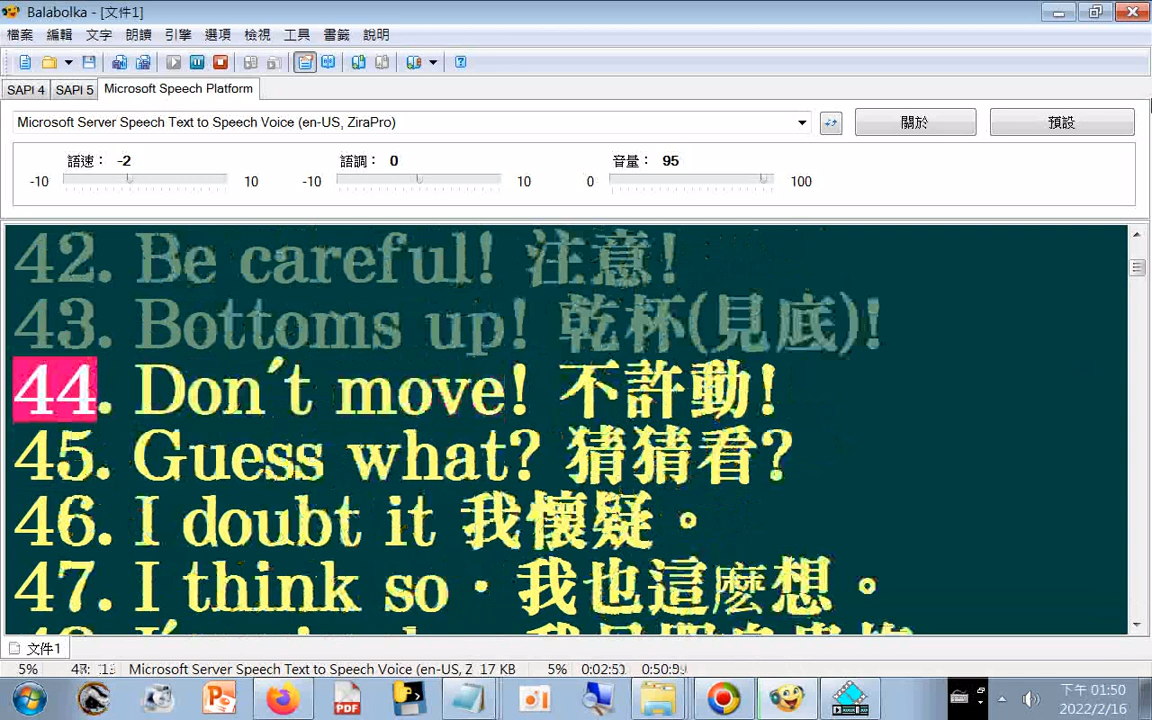 Balabolka - [文件1]
檔案 編輯 文字 朗讀 引擎 選項 檢視 工具 書籤 說明
SAPI 4 SAPI 5 Microsoft Speech Platform
Microsoft Server Speech Text to Speech Voice (en-US, ZiraPro) 關於 預設
語速： -2 語調： 0 音量： 95
-10 10 -10 10 0 100
42. Be careful! 注意!
43. Bottoms up! 乾杯(見底)!
44. Don't move! 不許動!
45. Guess what? 猜猜看?
46. I doubt it 我懷疑。
47. I think so．我也這麼想。
文件1
5% Microsoft Server Speech Text to Speech Voice (en-US, Z 17 KB 5% 0:02:51
下午 01:50
2022/2/16